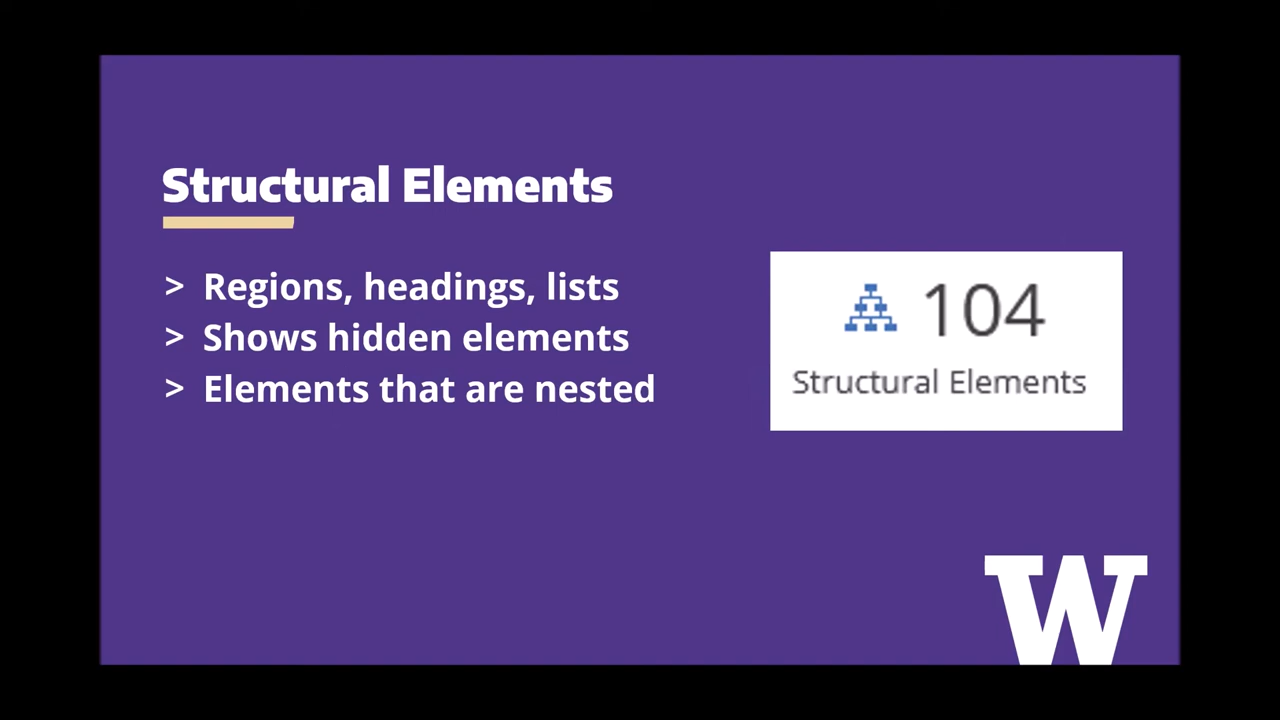 Structural Elements
> Regions, headings, lists
> Shows hidden elements
> Elements that are nested
104
Structural Elements
W